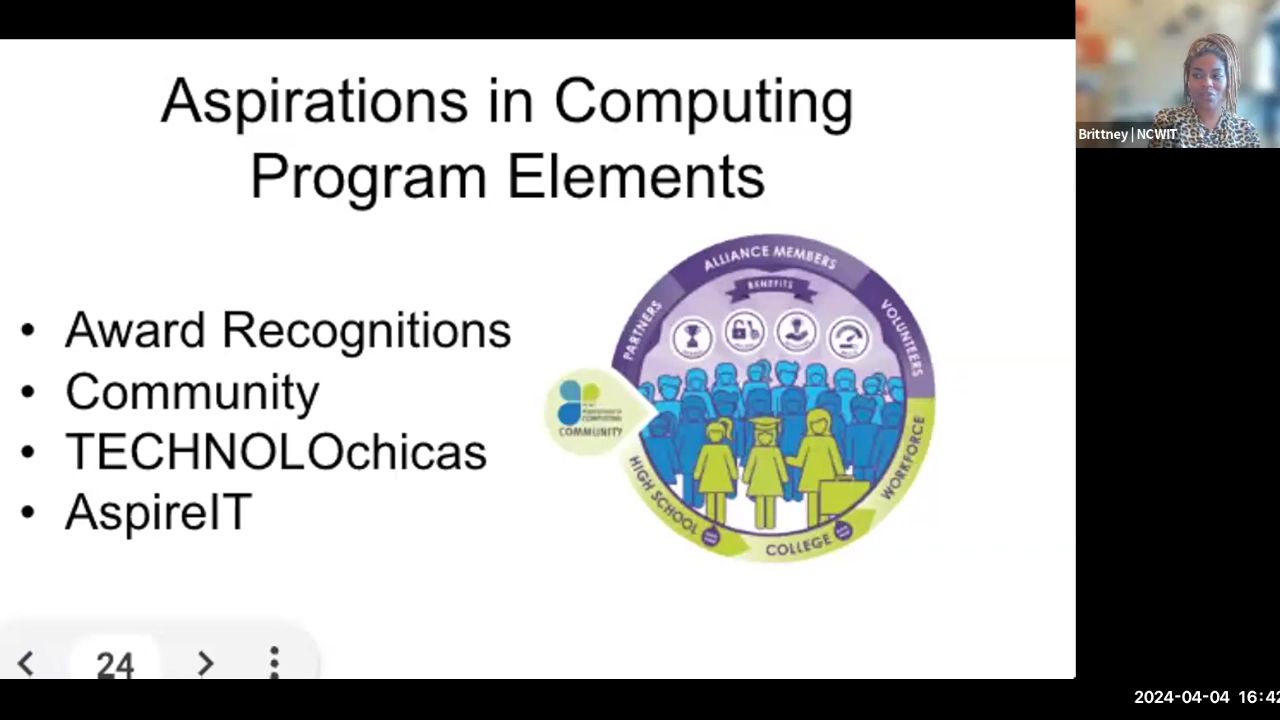 Aspirations in Computing
Program Elements
Brittney | NCWIT
• Award Recognitions
• Community
• TECHNOLOchicas
• AspireIT
PARTNERS
ALLIANCE MEMBERS
VOLUNTEERS
BENEFITS
COMPUTING
COMMUNITY
HIGH SCHOOL
COLLEGE
WORKFORCE
24
2024-04-04 16:42